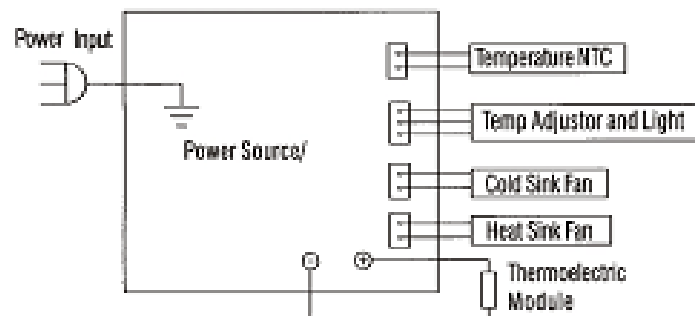 Power Input
Temperature NTC
Temp Adjustor and Light
Power Source/
Cold Sink Fan
Heat Sink Fan
- +
Thermoelectric
Module